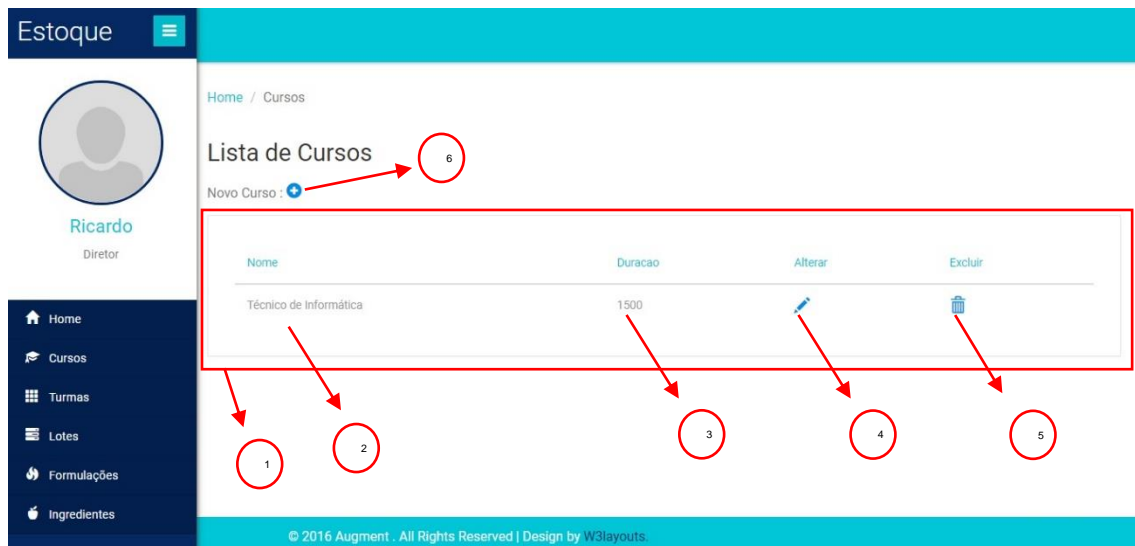 Estoque
Home / Cursos
Lista de Cursos
6
Novo Curso :
Ricardo
Diretor
Nome Duracao Alterar Excluir
Técnico de Informática 1500
Home
Cursos
Turmas
Lotes
Formulações
Ingredientes
1
2
3
4
5
© 2016 Augment . All Rights Reserved | Design by W3layouts.